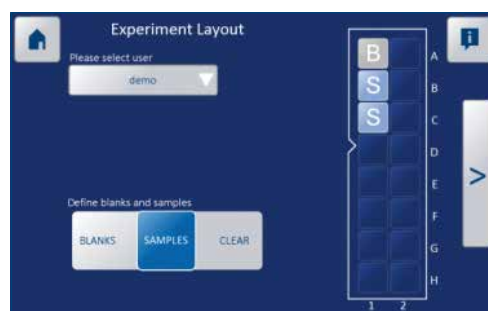 Experiment Layout
Please select user
demo
Define blanks and samples
BLANKS SAMPLES CLEAR
B A
S B
S C
D
E
F
G
H
1 2
i
>